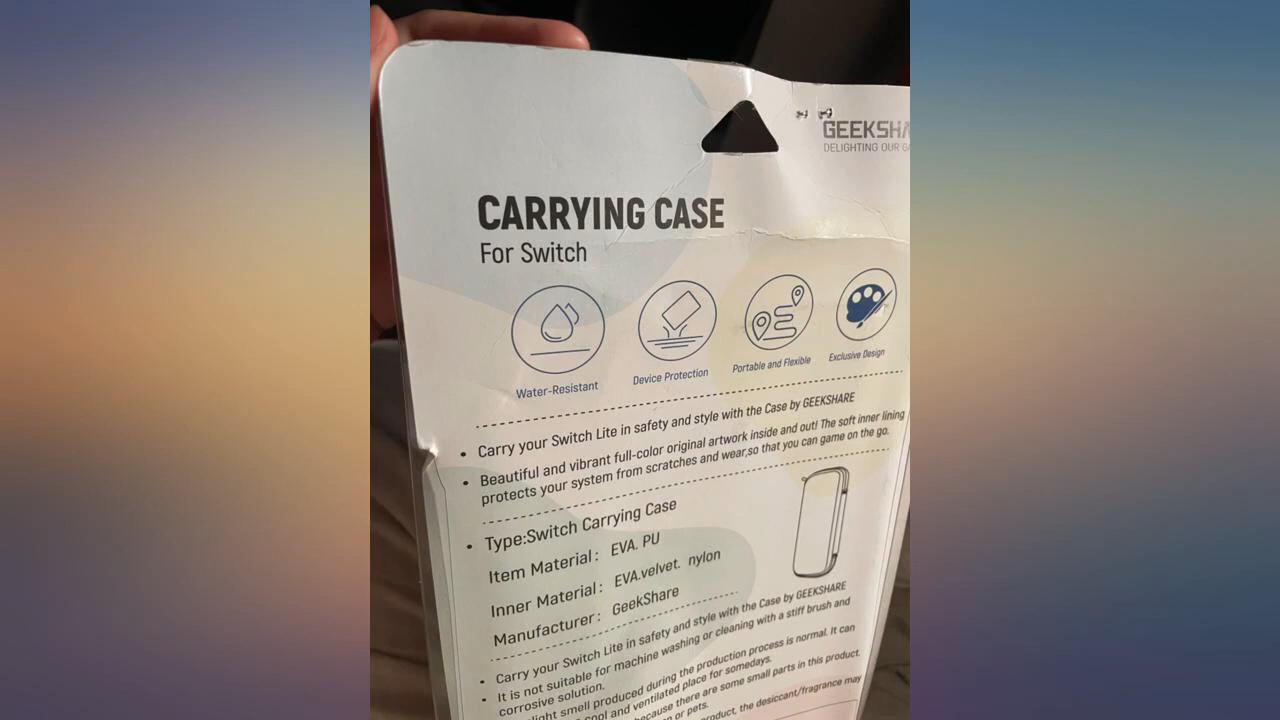 GEEKSHA
DELIGHTING OUR GA
CARRYING CASE
For Switch
Water-Resistant
Device Protection
Portable and Flexible
Exclusive Design
• Carry your Switch Lite in safety and style with the Case by GEEKSHARE
• Beautiful and vibrant full-color original artwork inside and out! The soft inner lining
protects your system from scratches and wear,so that you can game on the go.
• Type:Switch Carrying Case
Item Material: EVA. PU
Inner Material: EVA.velvet. nylon
Manufacturer: GeekShare
• Carry your Switch Lite in safety and style with the Case by GEEKSHARE
• It is not suitable for machine washing or cleaning with a stiff brush and
corrosive solution.
light smell produced during the production process is normal. It can
cool and ventilated place for somedays.
because there are some small parts in this product.
or pets.
product, the desiccant/fragrance may